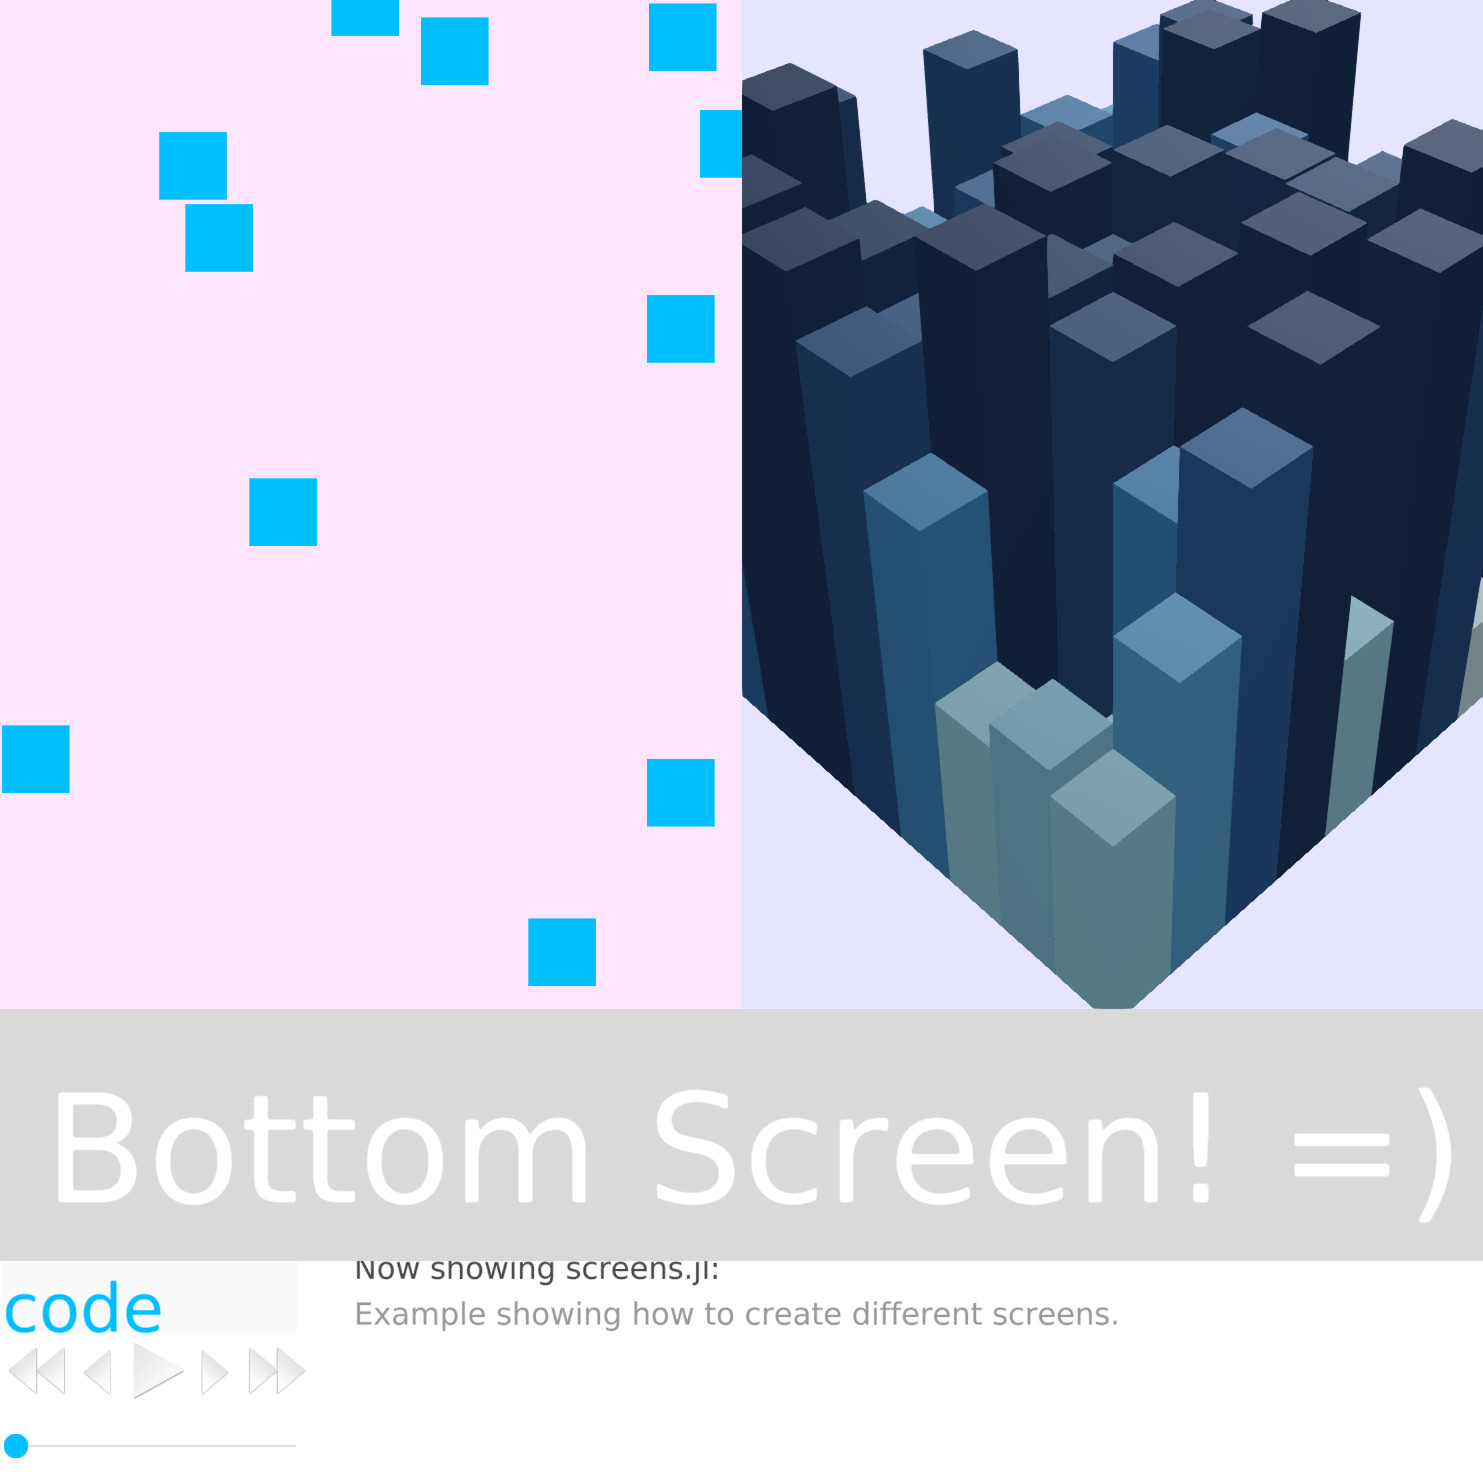 Bottom Screen! =)
Now showing screens.jl:
code
Example showing how to create different screens.